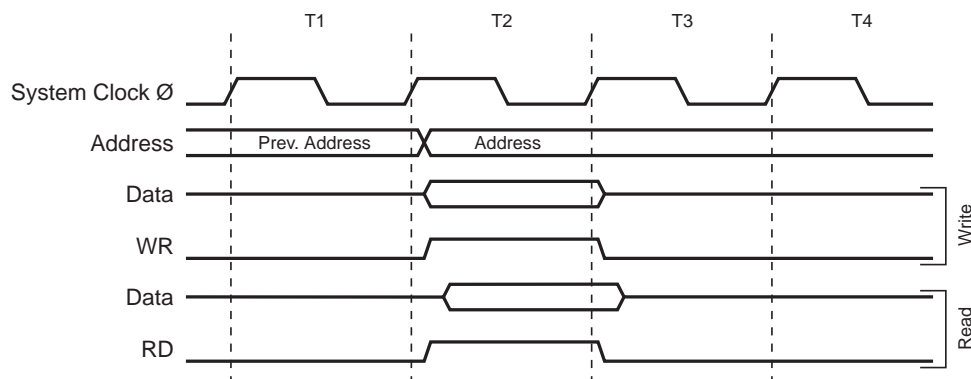 T1 T2 T3 T4
System Clock Ø
Address Prev. Address Address
Data
WR
Write
Data
RD
Read